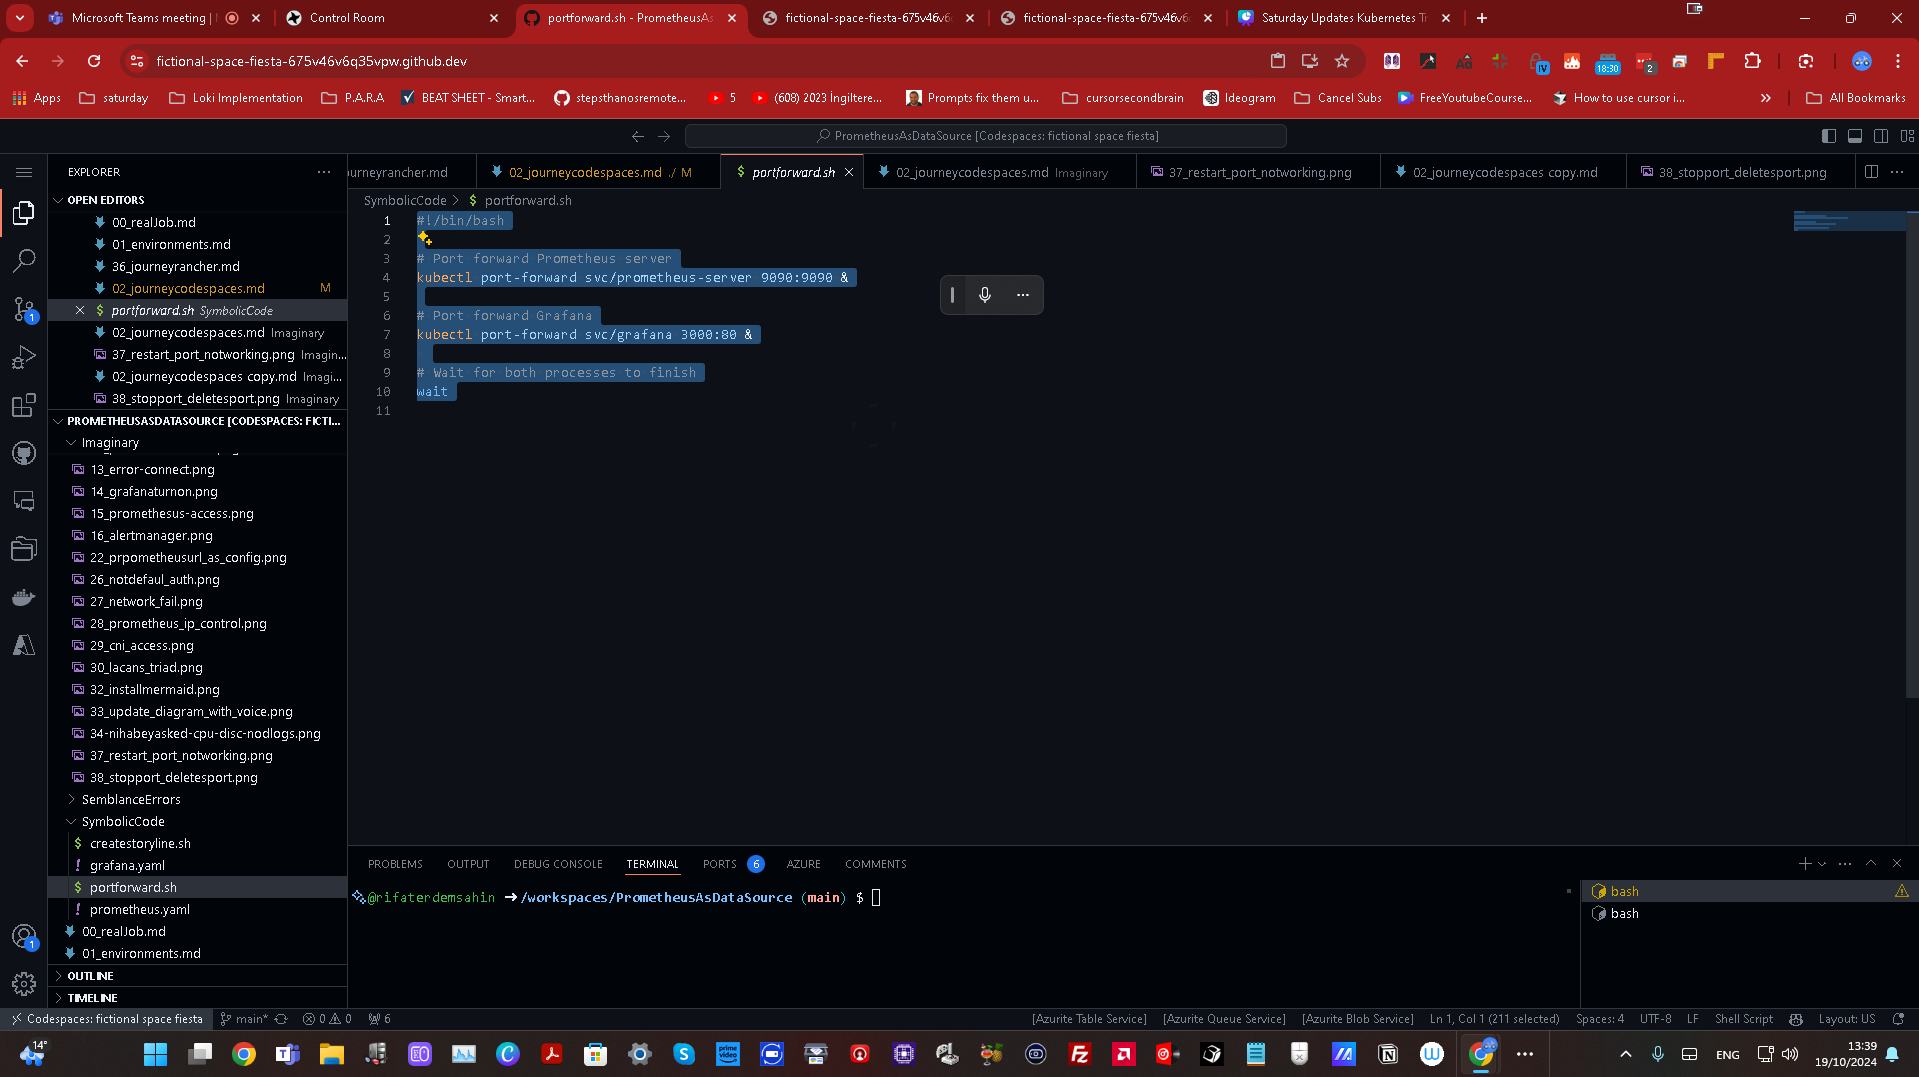 Microsoft Teams meeting |
Control Room
portforward.sh - PrometheusAs
fictional-space-fiesta-675v46v6
fictional-space-fiesta-675v46v6
Saturday Updates Kubernetes Tr
fictional-space-fiesta-675v46v6q35vpw.github.dev
IV
18:30
2
Apps
saturday
Loki Implementation
P.A.R.A
BEAT SHEET - Smart...
stepsthanosremote...
5
(608) 2023 İngiltere...
Prompts fix them u...
cursorsecondbrain
Ideogram
Cancel Subs
FreeYoutubeCourse...
How to use cursor i...
All Bookmarks
PrometheusAsDataSource [Codespaces: fictional space fiesta]
EXPLORER
urneyrancher.md
02_journeycodespaces.md ./ M
portforward.sh
02_journeycodespaces.md Imaginary
37_restart_port_notworking.png
02_journeycodespaces copy.md
38_stopport_deletesport.png
OPEN EDITORS
00_realJob.md
01_environments.md
36_journeyrancher.md
02_journeycodespaces.md M
portforward.sh SymbolicCode
02_journeycodespaces.md Imaginary
37_restart_port_notworking.png Imagin...
02_journeycodespaces copy.md Imagi...
38_stopport_deletesport.png Imaginary
PROMETHEUSASDATASOURCE [CODESPACES: FICTI...
Imaginary
13_error-connect.png
14_grafanaturnon.png
15_promethesus-access.png
16_alertmanager.png
22_prpometheusurl_as_config.png
26_notdefaul_auth.png
27_network_fail.png
28_prometheus_ip_control.png
29_cni_access.png
30_lacans_triad.png
32_installmermaid.png
33_update_diagram_with_voice.png
34-nihabeyasked-cpu-disc-nodlogs.png
37_restart_port_notworking.png
38_stopport_deletesport.png
SemblanceErrors
SymbolicCode
createstoryline.sh
grafana.yaml
portforward.sh
prometheus.yaml
00_realJob.md
01_environments.md
OUTLINE
TIMELINE
SymbolicCode > $ portforward.sh
1 #!/bin/bash
2
3 # Port forward Prometheus server
4 kubectl port-forward svc/prometheus-server 9090:9090 &
5
6 # Port forward Grafana
7 kubectl port-forward svc/grafana 3000:80 &
8
9 # Wait for both processes to finish
10 wait
11
PROBLEMS
OUTPUT
DEBUG CONSOLE
TERMINAL
PORTS 6
AZURE
COMMENTS
@rifaterdemsahin ➜ /workspaces/PrometheusAsDataSource (main) $
bash
bash
1
1
Codespaces: fictional space fiesta
main*
0 0
6
[Azurite Table Service]
[Azurite Queue Service]
[Azurite Blob Service]
Ln 1, Col 1 (211 selected)
Spaces: 4
UTF-8
LF
Shell Script
Layout: US
14°
prime video
ENG
13:39
19/10/2024